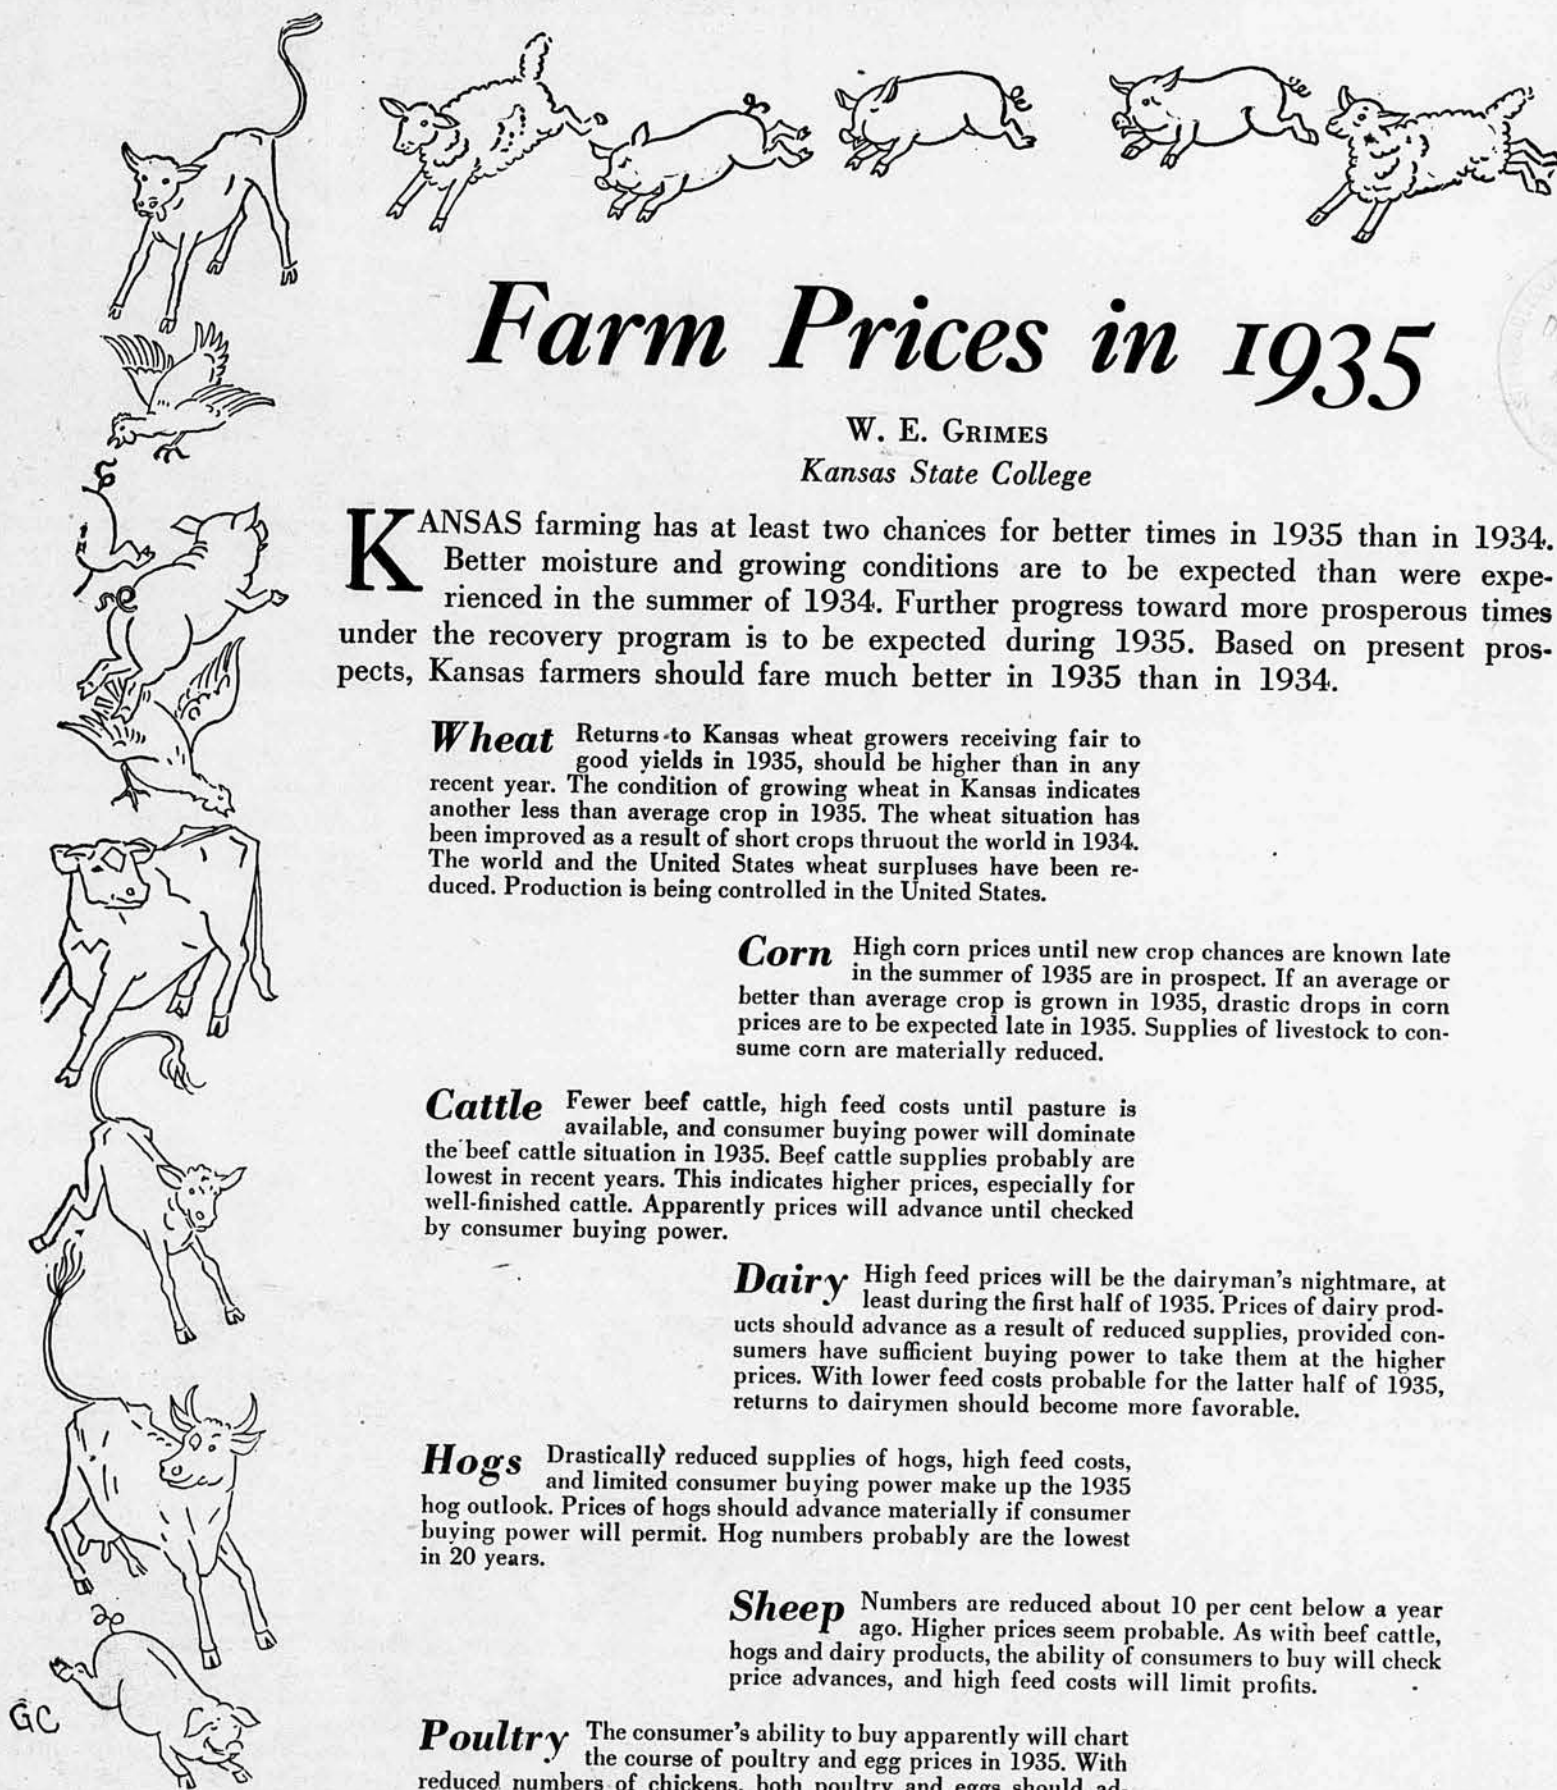 Farm Prices in 1935
W. E. GRIMES
Kansas State College
KANSAS farming has at least two chances for better times in 1935 than in 1934.
Better moisture and growing conditions are to be expected than were expe-
rienced in the summer of 1934. Further progress toward more prosperous times
under the recovery program is to be expected during 1935. Based on present pros-
pects, Kansas farmers should fare much better in 1935 than in 1934.
Wheat Returns to Kansas wheat growers receiving fair to
good yields in 1935, should be higher than in any
recent year. The condition of growing wheat in Kansas indicates
another less than average crop in 1935. The wheat situation has
been improved as a result of short crops thruout the world in 1934.
The world and the United States wheat surpluses have been re-
duced. Production is being controlled in the United States.
Corn High corn prices until new crop chances are known late
in the summer of 1935 are in prospect. If an average or
better than average crop is grown in 1935, drastic drops in corn
prices are to be expected late in 1935. Supplies of livestock to con-
sume corn are materially reduced.
Cattle Fewer beef cattle, high feed costs until pasture is
available, and consumer buying power will dominate
the beef cattle situation in 1935. Beef cattle supplies probably are
lowest in recent years. This indicates higher prices, especially for
well-finished cattle. Apparently prices will advance until checked
by consumer buying power.
Dairy High feed prices will be the dairyman's nightmare, at
least during the first half of 1935. Prices of dairy prod-
ucts should advance as a result of reduced supplies, provided con-
sumers have sufficient buying power to take them at the higher
prices. With lower feed costs probable for the latter half of 1935,
returns to dairymen should become more favorable.
Hogs Drastically reduced supplies of hogs, high feed costs,
and limited consumer buying power make up the 1935
hog outlook. Prices of hogs should advance materially if consumer
buying power will permit. Hog numbers probably are the lowest
in 20 years.
Sheep Numbers are reduced about 10 per cent below a year
ago. Higher prices seem probable. As with beef cattle,
hogs and dairy products, the ability of consumers to buy will check
price advances, and high feed costs will limit profits.
GC
Poultry The consumer's ability to buy apparently will chart
the course of poultry and egg prices in 1935. With
reduced numbers of chickens, both poultry and eggs should ad-